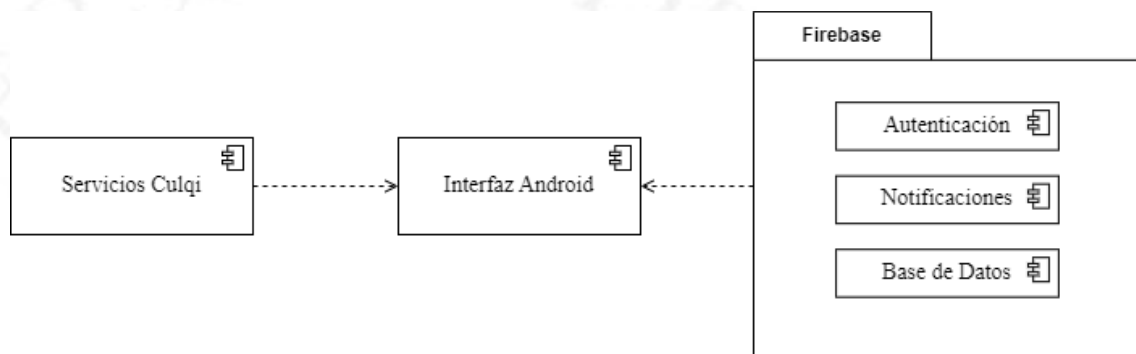 Firebase
Autenticación
Servicios Culqi
Interfaz Android
Notificaciones
Base de Datos